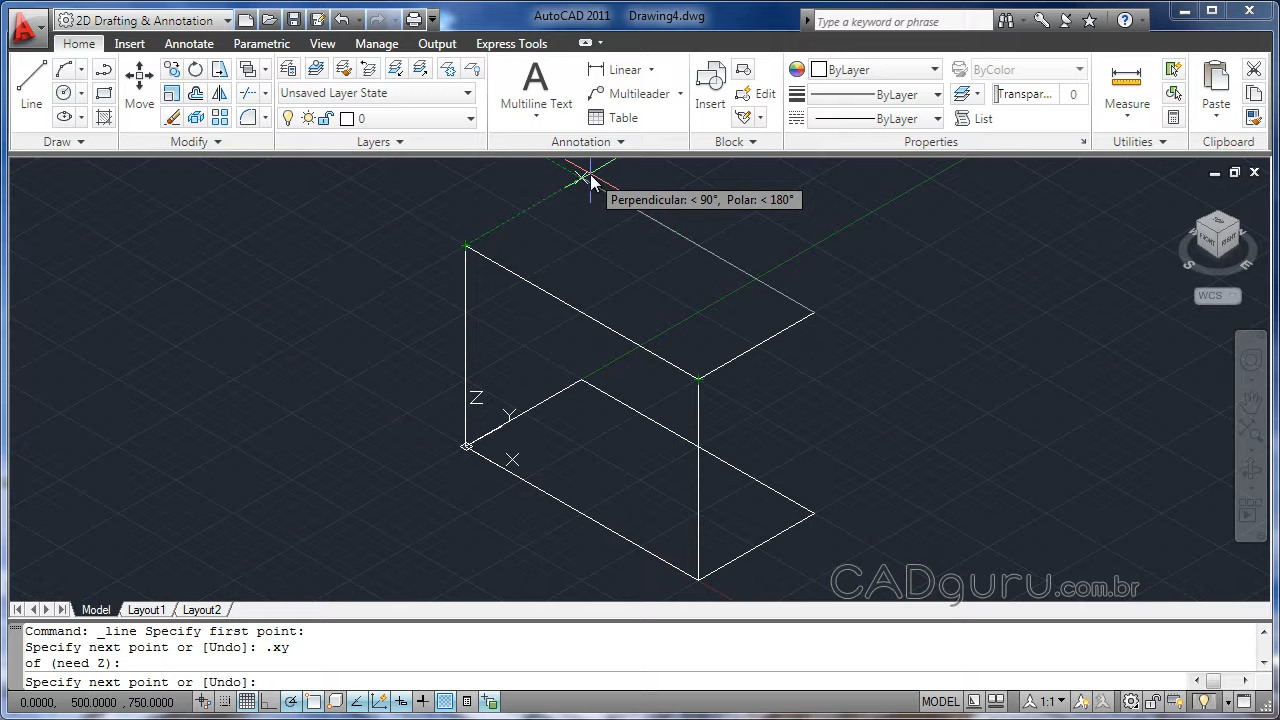 2D Drafting & Annotation
AutoCAD 2011 Drawing4.dwg
Type a keyword or phrase
Home Insert Annotate Parametric View Manage Output Express Tools
Line
Move
Draw
Modify
Unsaved Layer State
0
Layers
A
Multiline Text
Linear
Multileader
Table
Annotation
Insert
Edit
Block
ByLayer
ByLayer
ByLayer
ByColor
Transpar... 0
List
Properties
Measure
Utilities
Paste
Clipboard
Perpendicular: < 90°, Polar: < 180°
TOP
FRONT
RIGHT
W
N
S
E
WCS
Z
Y
X
CADguru.com.br
Model Layout1 Layout2
Command: _line Specify first point:
Specify next point or [Undo]: .xy
of (need Z):
Specify next point or [Undo]:
0.0000, 500.0000 , 750.0000
MODEL
1:1